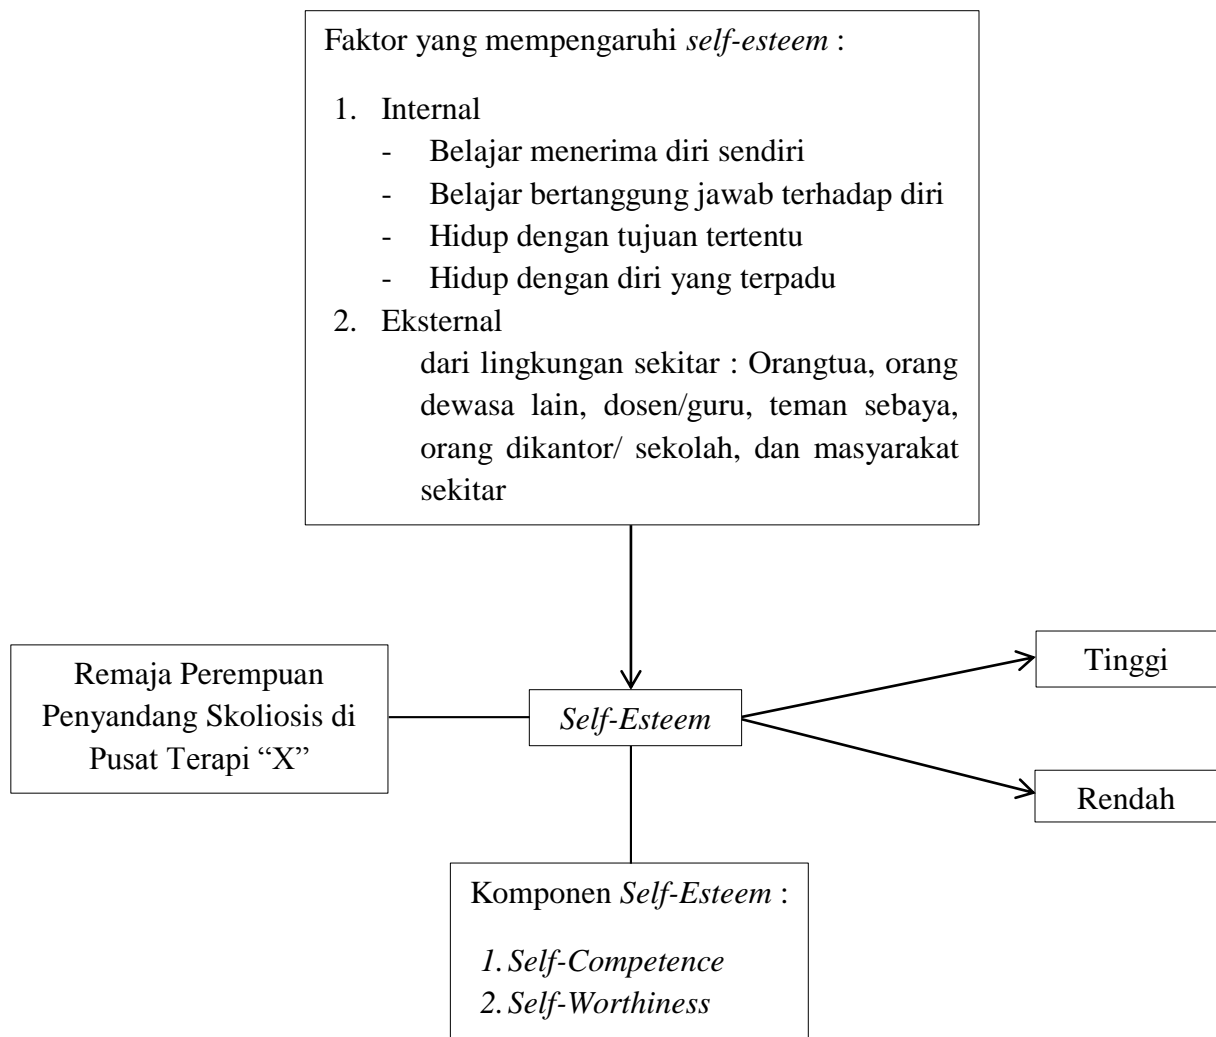 Faktor yang mempengaruhi self-esteem :
1. Internal
- Belajar menerima diri sendiri
- Belajar bertanggung jawab terhadap diri
- Hidup dengan tujuan tertentu
- Hidup dengan diri yang terpadu
2. Eksternal
dari lingkungan sekitar : Orangtua, orang
dewasa lain, dosen/guru, teman sebaya,
orang dikantor/ sekolah, dan masyarakat
sekitar
Remaja Perempuan
Penyandang Skoliosis di
Pusat Terapi “X”
Self-Esteem
Tinggi
Rendah
Komponen Self-Esteem :
1. Self-Competence
2. Self-Worthiness